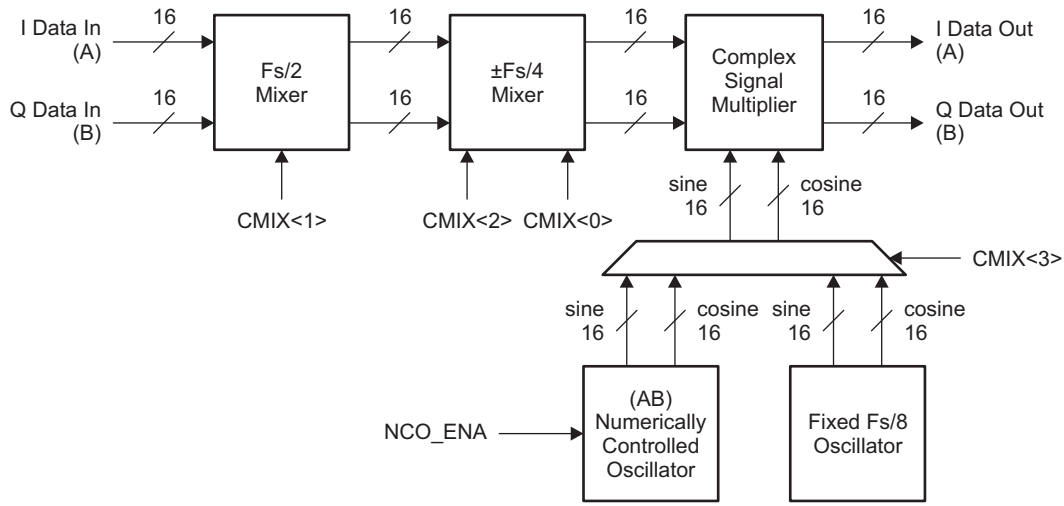 I Data In
(A)
16
16
16
16
I Data Out
(A)
Fs/2
Mixer
±Fs/4
Mixer
Complex
Signal
Multiplier
Q Data In
(B)
16
16
16
16
Q Data Out
(B)
sine
16
cosine
16
CMIX<1>
CMIX<2>
CMIX<0>
CMIX<3>
sine
16
cosine
16
sine
16
cosine
16
NCO_ENA
(AB)
Numerically
Controlled
Oscillator
Fixed Fs/8
Oscillator